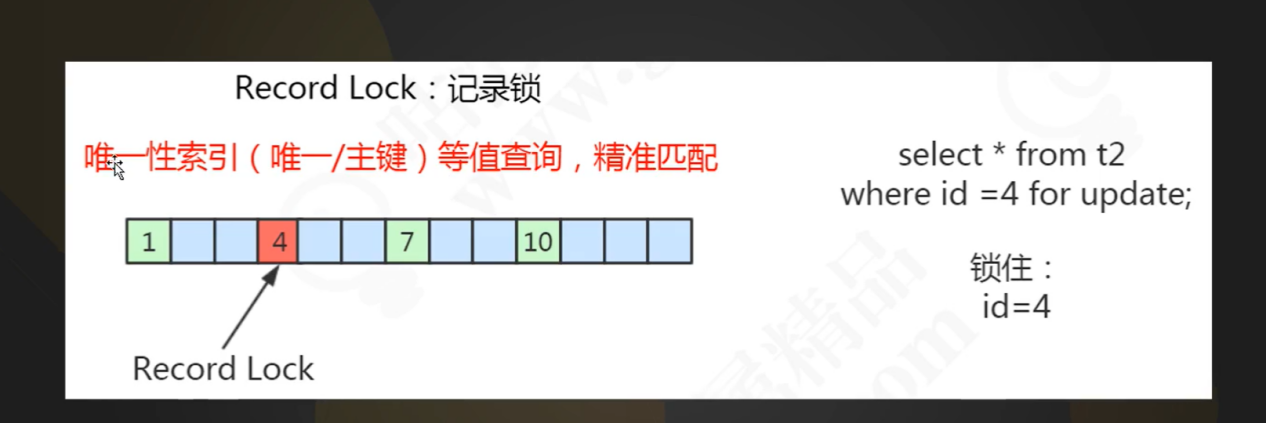 Record Lock：记录锁
唯一性索引（唯一/主键）等值查询，精准匹配
select * from t2
where id =4 for update;
1 4 7 10
锁住：
id=4
Record Lock